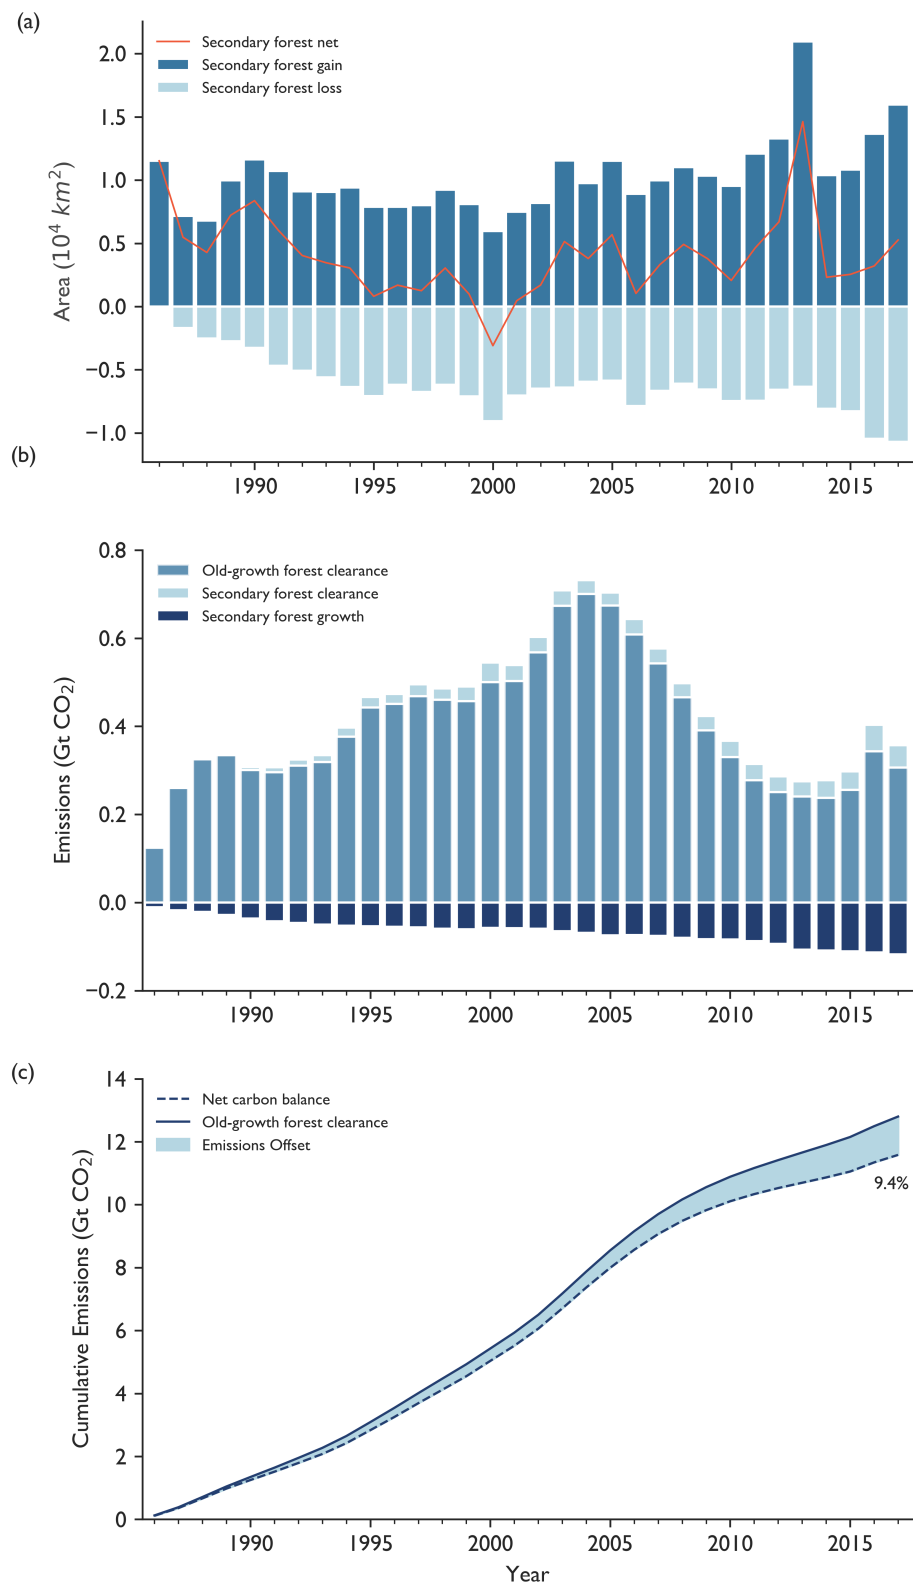 (a)
Secondary forest net
Secondary forest gain
Secondary forest loss
2.0
1.5
1.0
0.5
0.0
−0.5
−1.0
Area (10⁴ km²)
1990 1995 2000 2005 2010 2015
(b)
0.8
0.6
0.4
0.2
0.0
−0.2
Old-growth forest clearance
Secondary forest clearance
Secondary forest growth
Emissions (Gt CO₂)
1990 1995 2000 2005 2010 2015
(c)
14
12
10
8
6
4
2
0
Net carbon balance
Old-growth forest clearance
Emissions Offset
9.4%
Cumulative Emissions (Gt CO₂)
1990 1995 2000 2005 2010 2015
Year